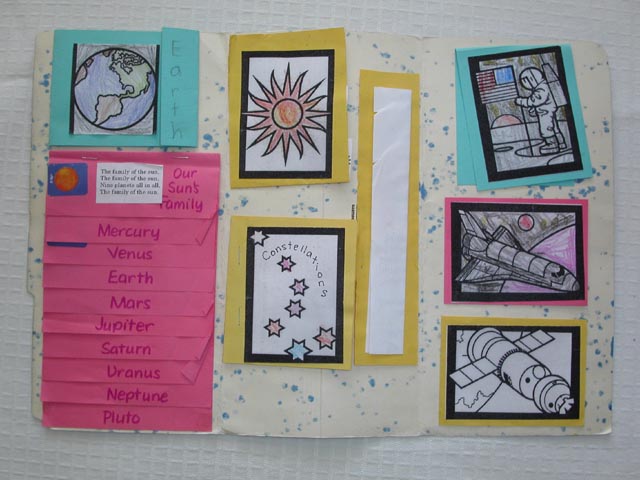 Earth
The family of the sun.
The family of the sun.
Nine planets all in all.
The family of the sun.
Our
Sun's
Family
Mercury
Venus
Earth
Mars
Jupiter
Saturn
Uranus
Neptune
Pluto
Constellations